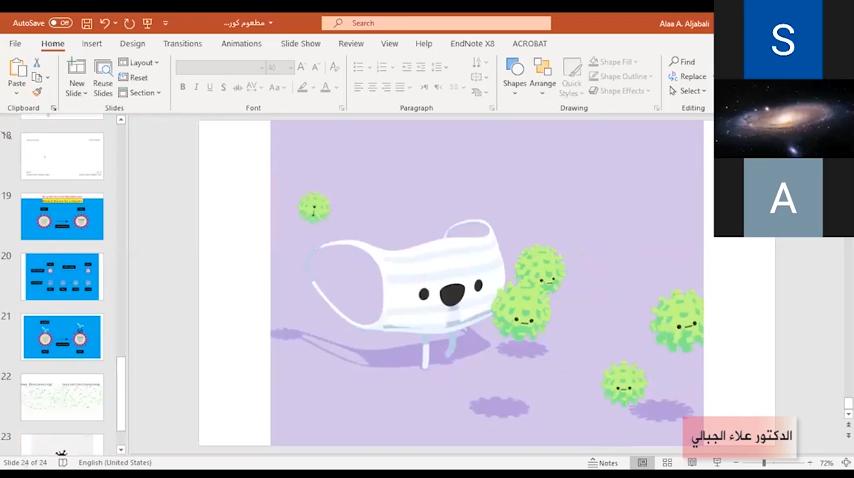 AutoSave Off
مطعوم كور...
Search
Alaa A. Aljabali
File Home Insert Design Transitions Animations Slide Show Review View Help EndNote X8 ACROBAT
Paste
New Slide
Reuse Slides
Layout
Reset
Section
Shapes
Arrange
Quick Styles
Shape Fill
Shape Outline
Shape Effects
Find
Replace
Select
Clipboard Slides Font Paragraph Drawing Editing
S
A
18
19
20
21
22
23
الدكتور علاء الجبالي
Slide 24 of 24 English (United States) Notes 72%